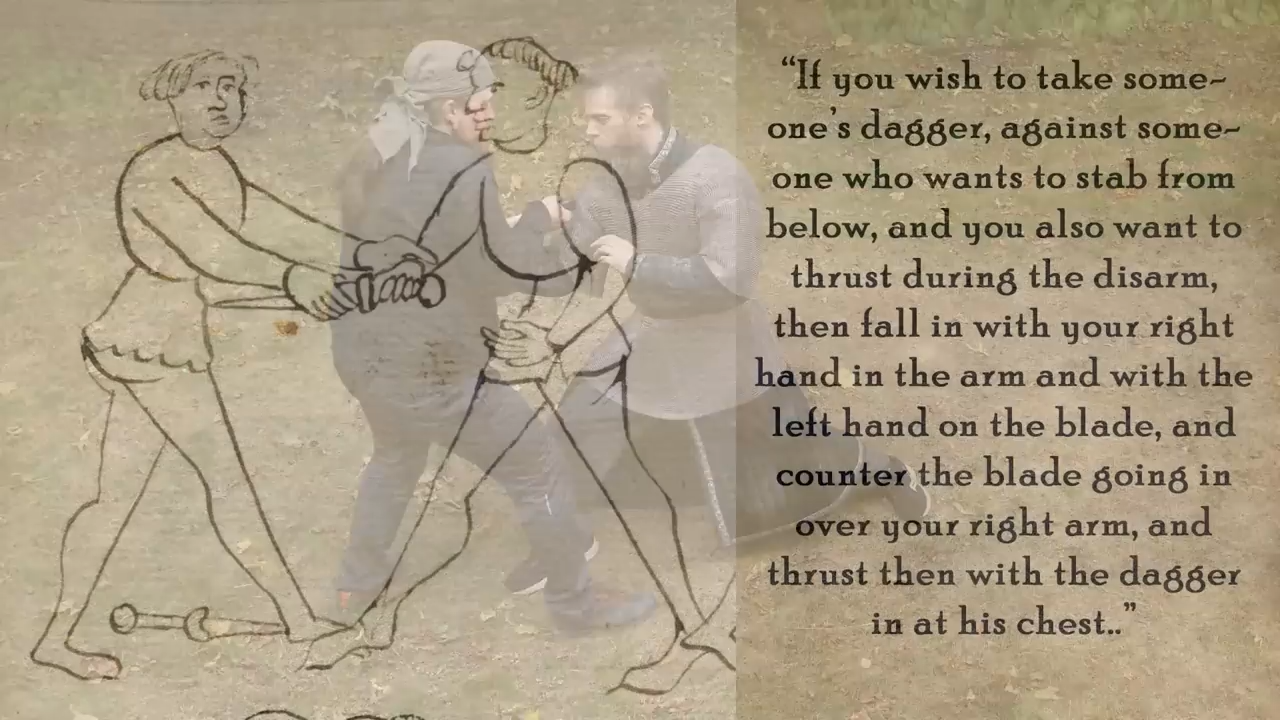 “If you wish to take some~
one's dagger, against some~
one who wants to stab from
below, and you also want to
thrust during the disarm,
then fall in with your right
hand in the arm and with the
left hand on the blade, and
counter the blade going in
over your right arm, and
thrust then with the dagger
in at his chest..”